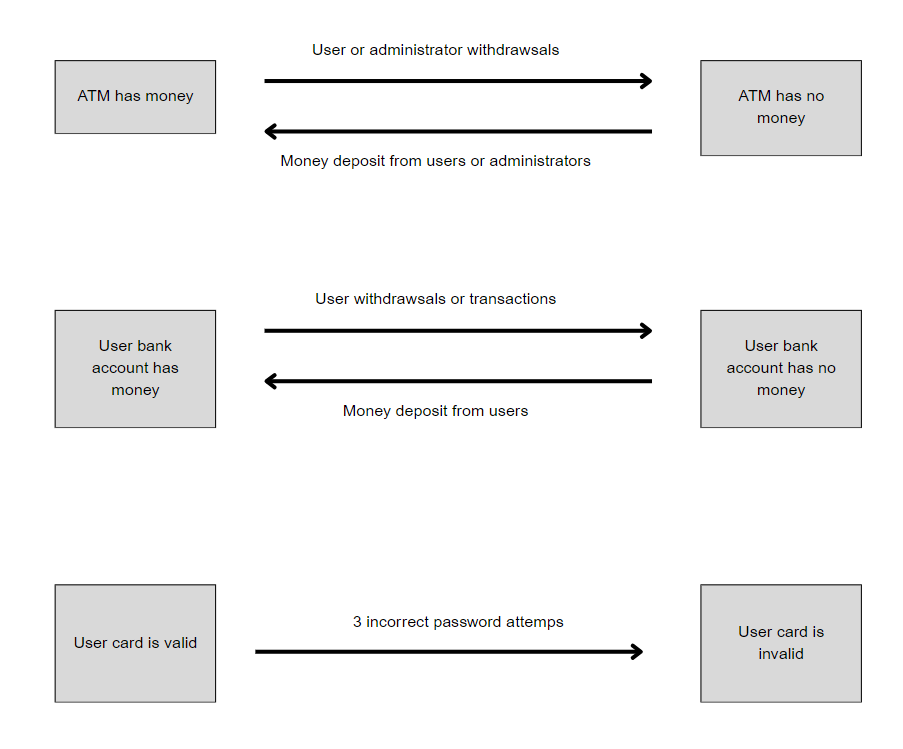 User or administrator withdrawsals
ATM has money
ATM has no
money
Money deposit from users or administrators
User withdrawsals or transactions
User bank
account has
money
User bank
account has no
money
Money deposit from users
3 incorrect password attemps
User card is valid
User card is
invalid